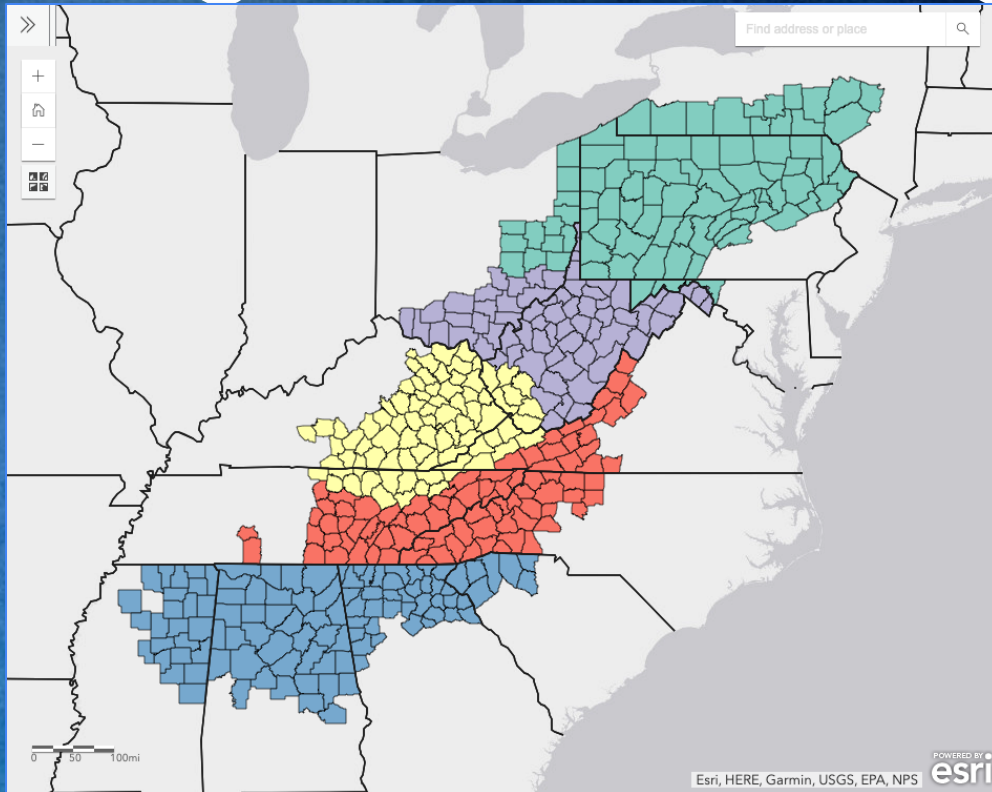 Find address or place
0 50 100mi
POWERED BY
esri
Esri, HERE, Garmin, USGS, EPA, NPS